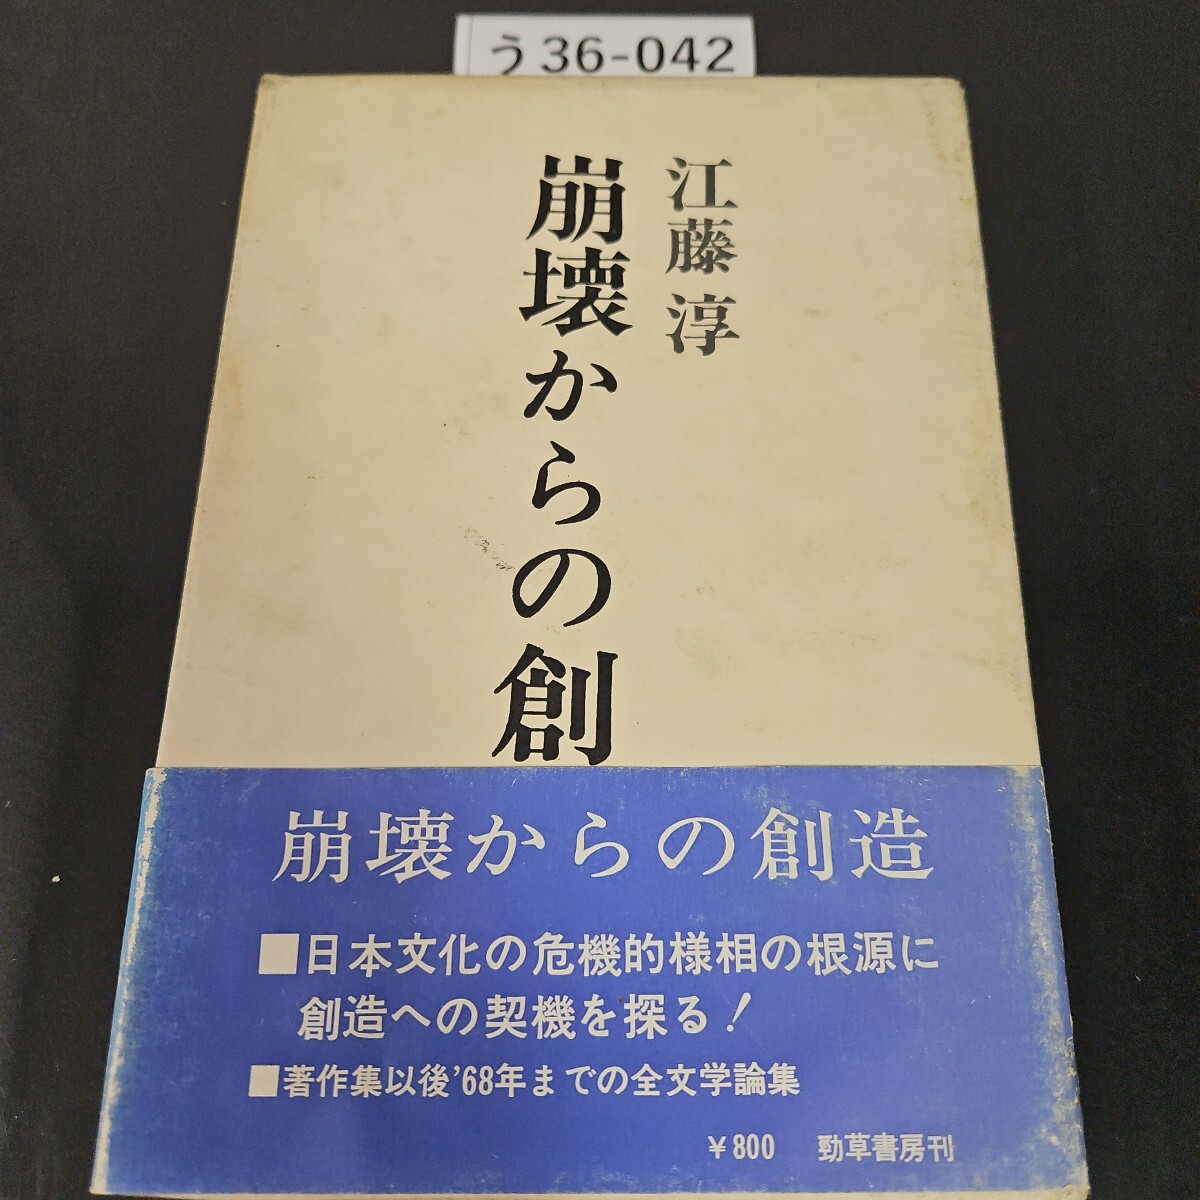 う36-042
江藤 淳
崩壊からの創
崩壊からの創造
■日本文化の危機的様相の根源に
創造への契機を探る！
■著作集以後'68年までの全文学論集
￥800 勁草書房刊